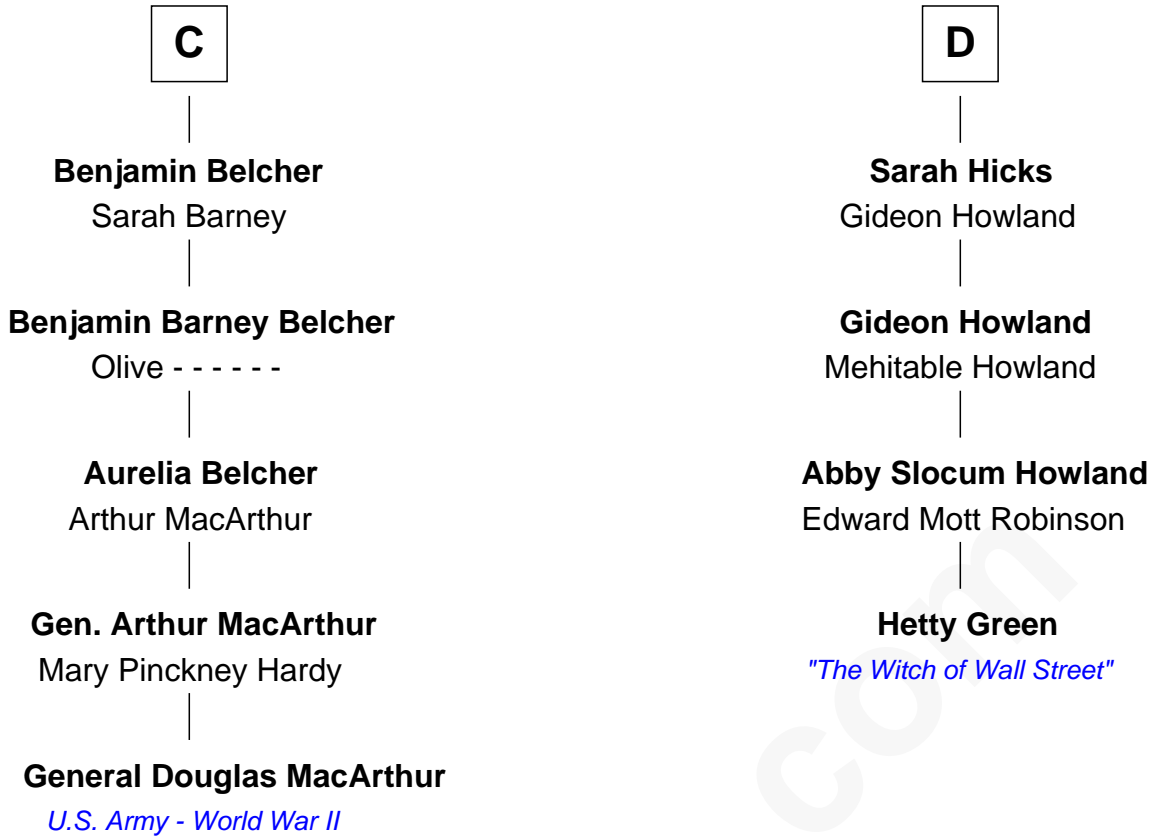 C
Benjamin Belcher
Sarah Barney
Benjamin Barney Belcher
Olive - - - - - -
Aurelia Belcher
Arthur MacArthur
Gen. Arthur MacArthur
Mary Pinckney Hardy
General Douglas MacArthur
U.S. Army - World War II
D
Sarah Hicks
Gideon Howland
Gideon Howland
Mehitable Howland
Abby Slocum Howland
Edward Mott Robinson
Hetty Green
"The Witch of Wall Street"
com